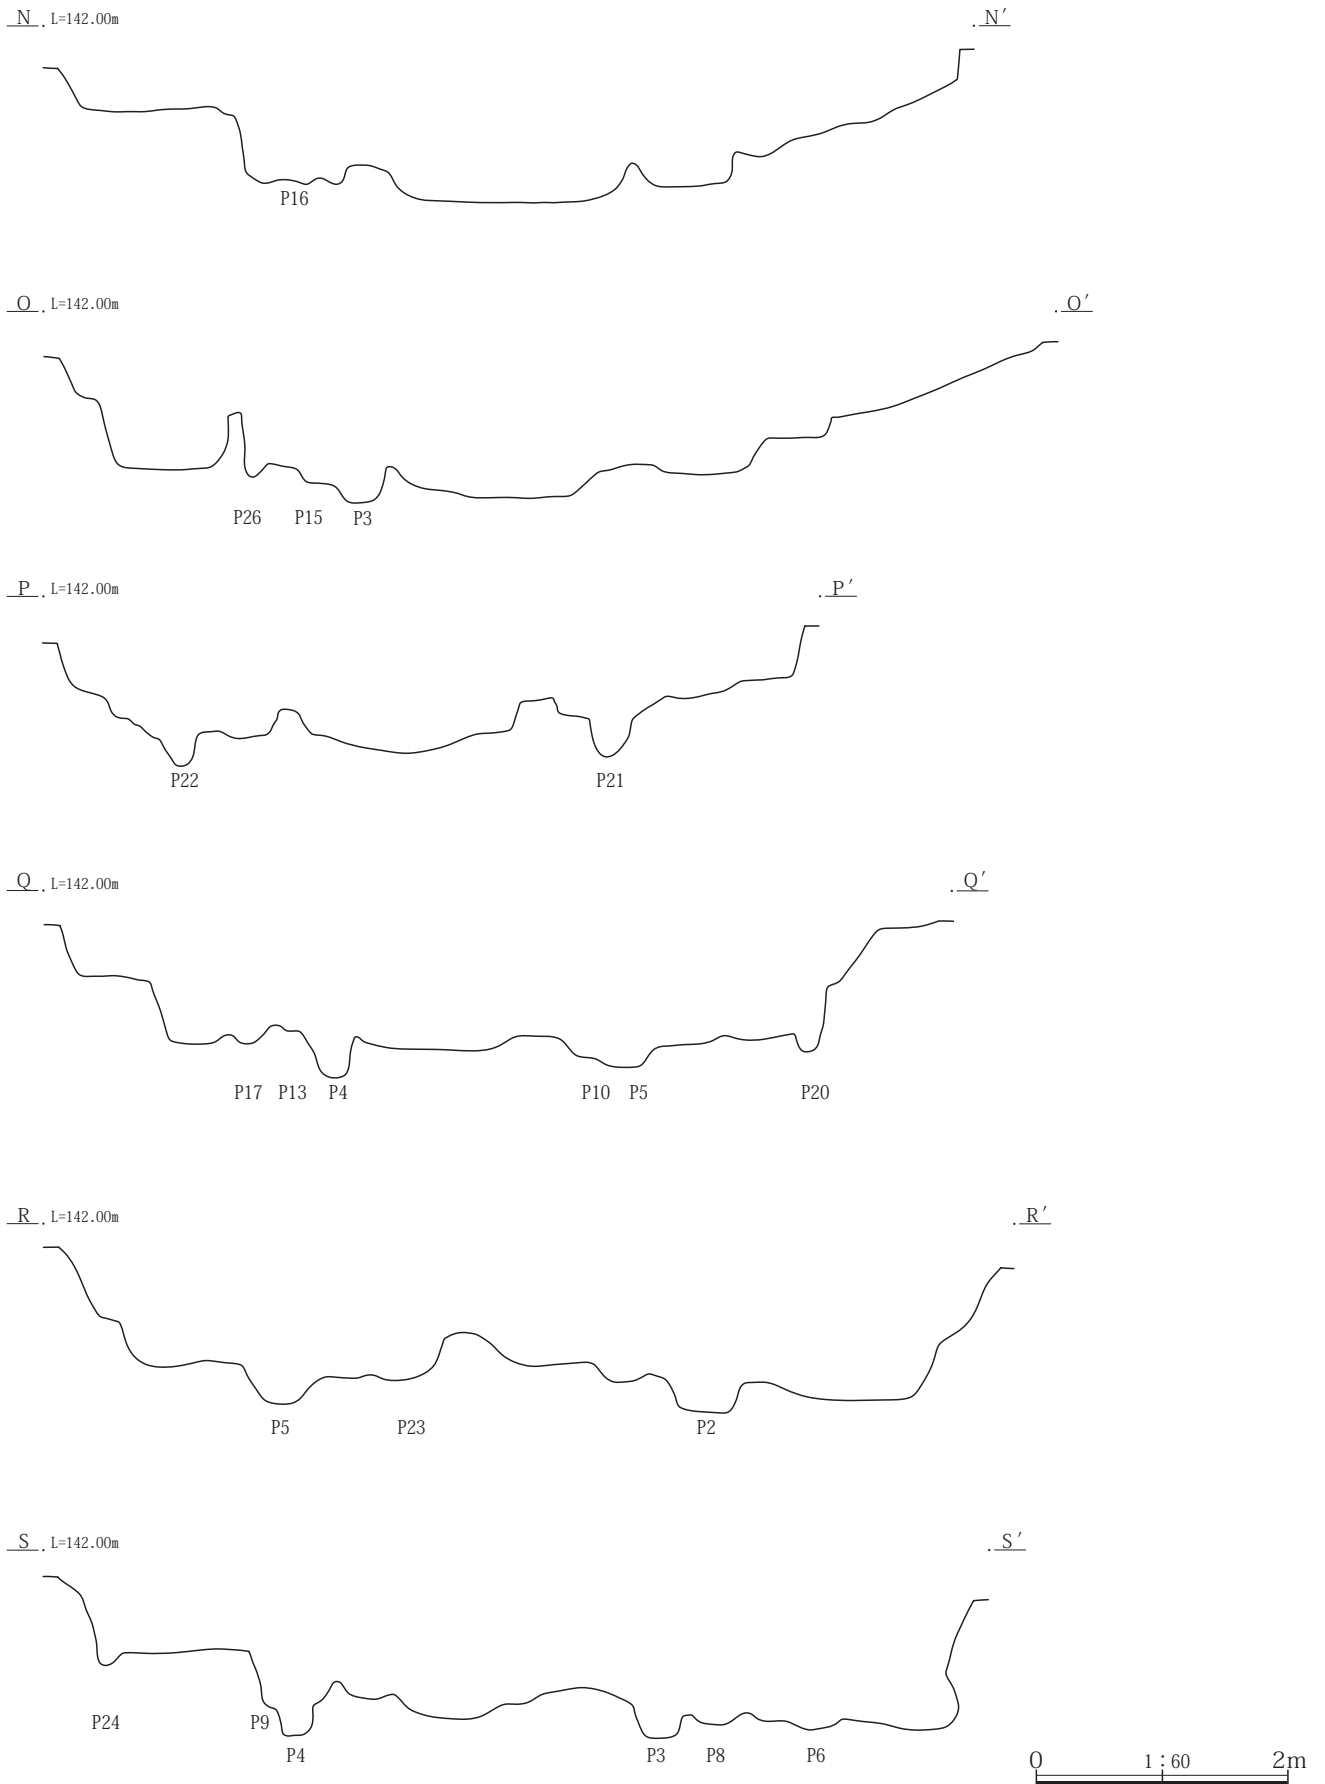 N . L=142.00m . N′
P16
O . L=142.00m . O′
P26 P15 P3
P . L=142.00m . P′
P22 P21
Q . L=142.00m . Q′
P17 P13 P4 P10 P5 P20
R . L=142.00m . R′
P5 P23 P2
S . L=142.00m . S′
P24 P9
P4 P3 P8 P6
0 1:60 2m